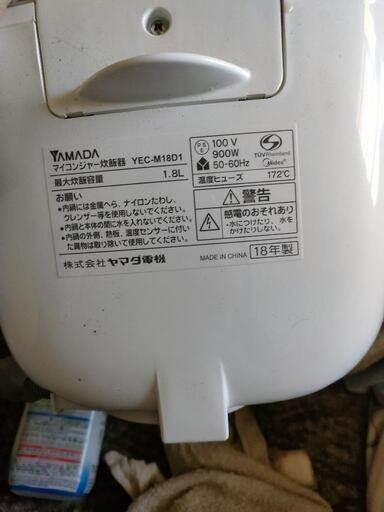 YAMADA
マイコンジャー炊飯器 YEC-M18D1
最大炊飯容量 1.8L
お願い
•内鍋には金属へら、ナイロンたわし、
クレンザー等を使用しないでください。
•内鍋と本体の間に水をつけないでください。
•内鍋の外側、熱板、温度センサーに付い
た異物は取り除いて使用してください。
株式会社ヤマダ電機
PSE
100 V
900W
50-60Hz
TÜVRheinland
Midea
温度ヒューズ 172℃
警告
感電のおそれあり
•水につけたり、水を
かけたりしない。
MADE IN CHINA
18年製